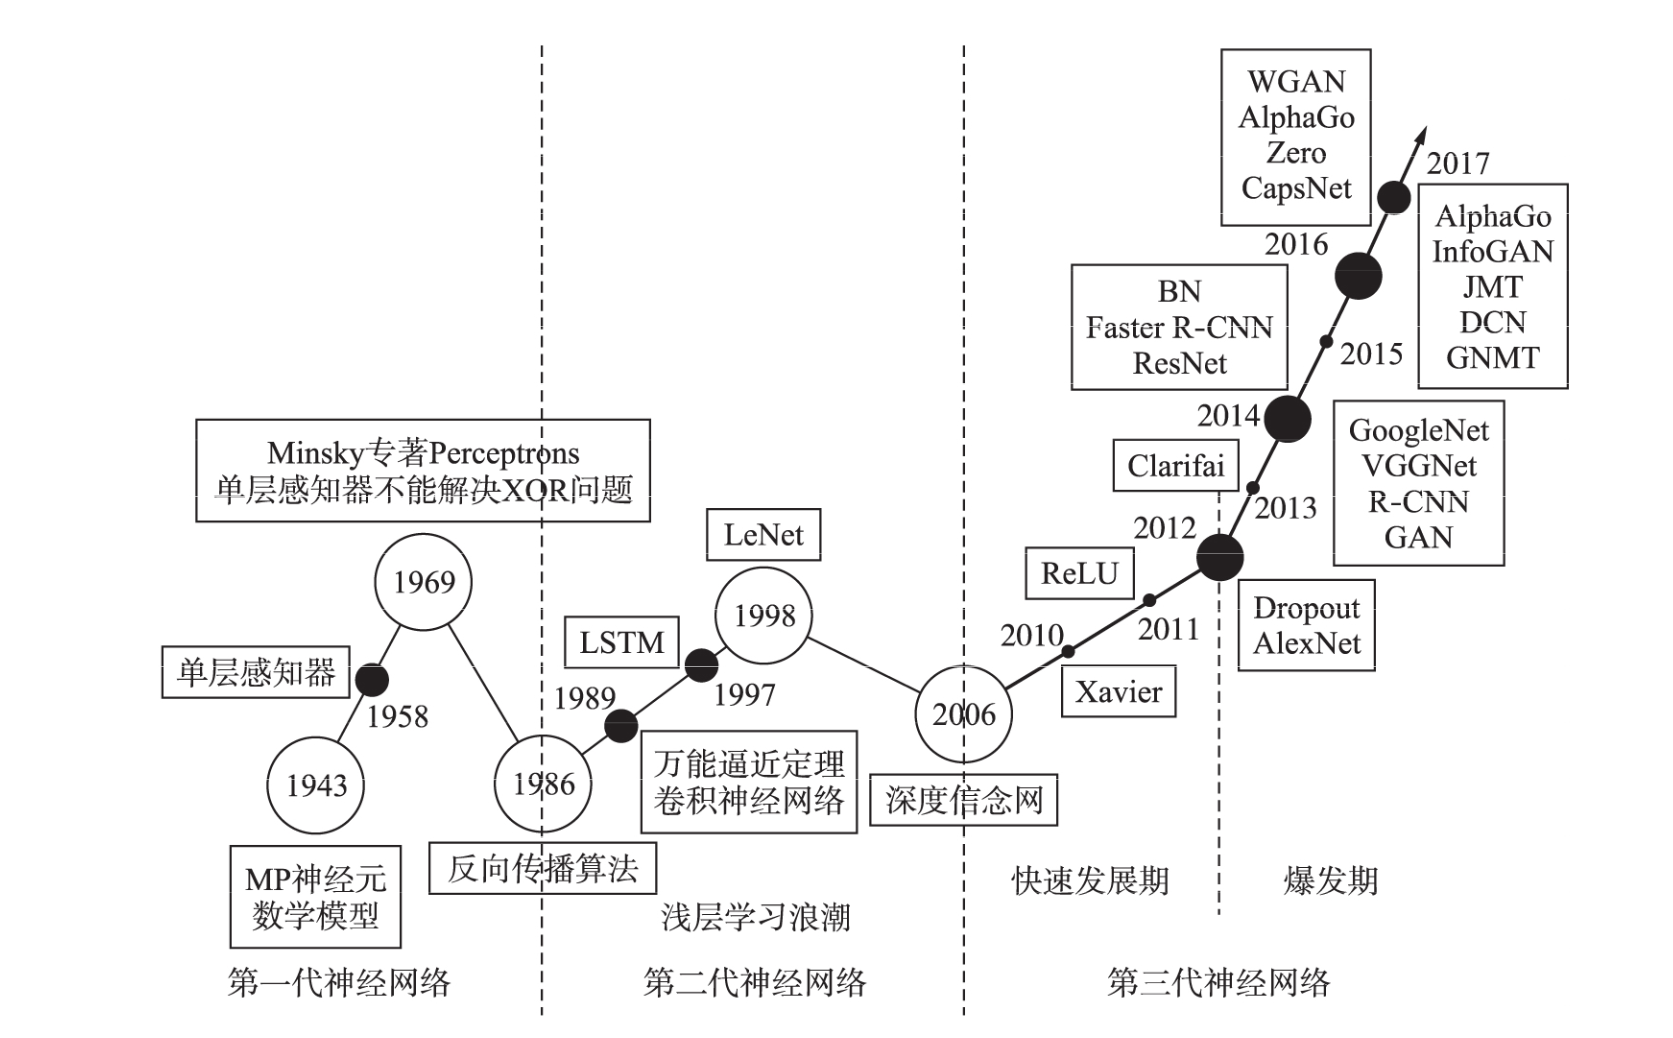 WGAN
AlphaGo
Zero
CapsNet
2017
AlphaGo
InfoGAN
JMT
DCN
GNMT
2016
BN
Faster R-CNN
ResNet
2015
2014
GoogleNet
VGGNet
R-CNN
GAN
Clarifai
2013
2012
Dropout
AlexNet
ReLU
2011
2010
Xavier
Minsky专著Perceptrons
单层感知器不能解决XOR问题
1969
LeNet
1998
LSTM
1997
单层感知器
1958
1989
万能逼近定理
卷积神经网络
2006
深度信念网
1943
MP神经元
数学模型
1986
反向传播算法
浅层学习浪潮
快速发展期
爆发期
第一代神经网络
第二代神经网络
第三代神经网络